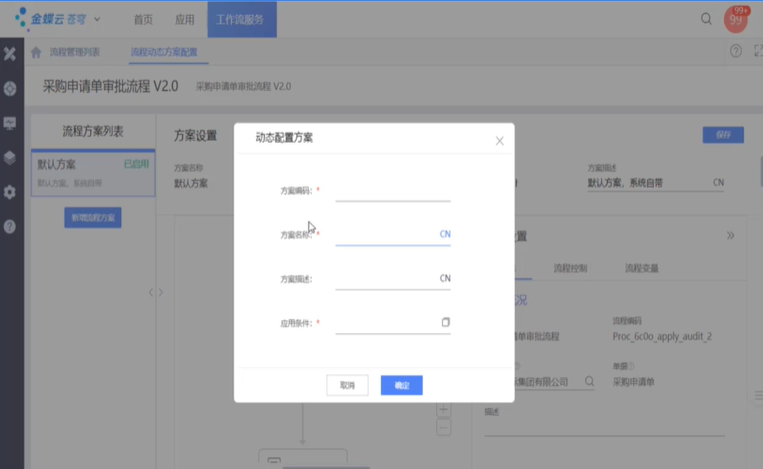 金蝶云 苍穹
首页
应用
工作流服务
99+
99
流程管理列表
流程动态方案配置
采购申请单审批流程 V2.0
采购申请单审批流程 V2.0
流程方案列表
默认方案
已启用
默认方案，系统自带
新增流程方案
方案设置
保存
方案名称
默认方案
方案描述
默认方案，系统自带
CN
动态配置方案
方案编码：*
方案名称：*
CN
方案描述：
CN
应用条件：*
取消
确定
置
流程控制
流程变量
况
流程编码
单审批流程
Proc_6c0o_apply_audit_2
单据
集团有限公司
采购申请单
描述